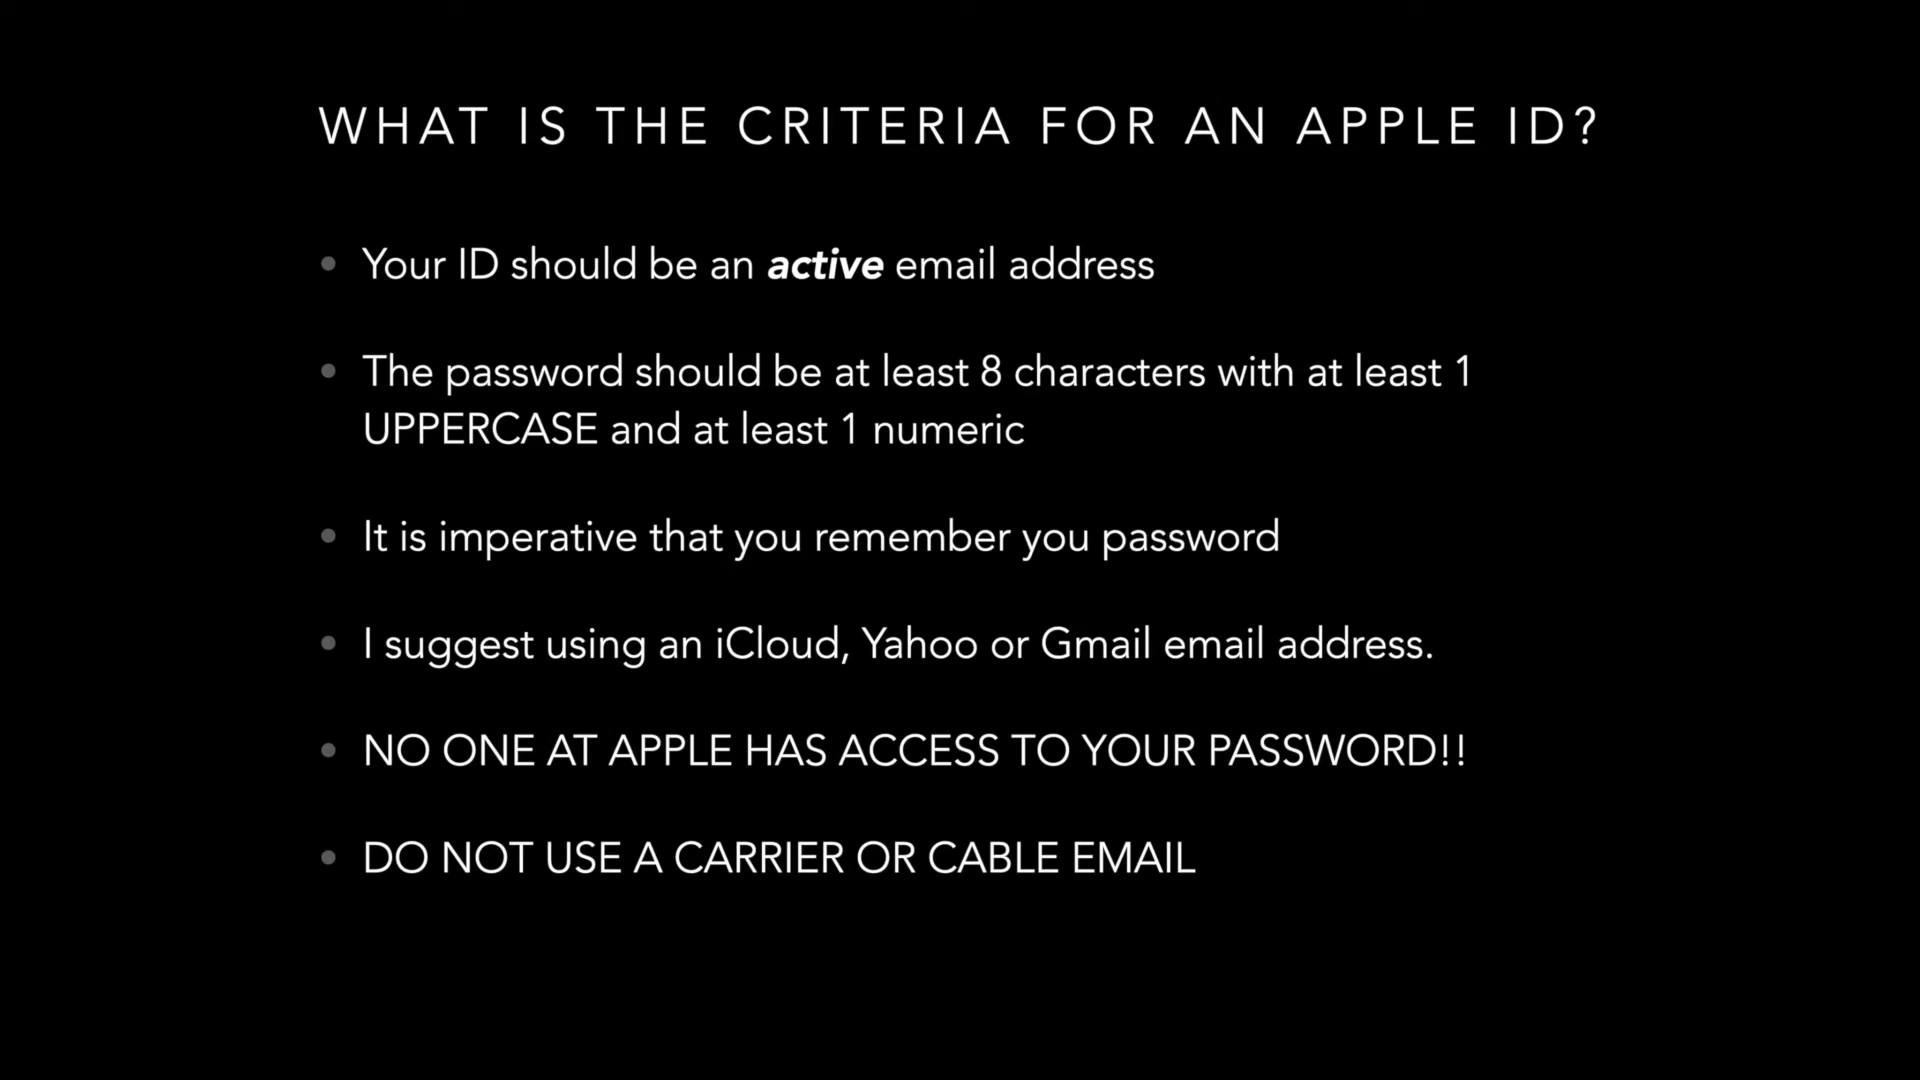 WHAT IS THE CRITERIA FOR AN APPLE ID?
• Your ID should be an active email address
• The password should be at least 8 characters with at least 1
UPPERCASE and at least 1 numeric
• It is imperative that you remember you password
• I suggest using an iCloud, Yahoo or Gmail email address.
• NO ONE AT APPLE HAS ACCESS TO YOUR PASSWORD!!
• DO NOT USE A CARRIER OR CABLE EMAIL